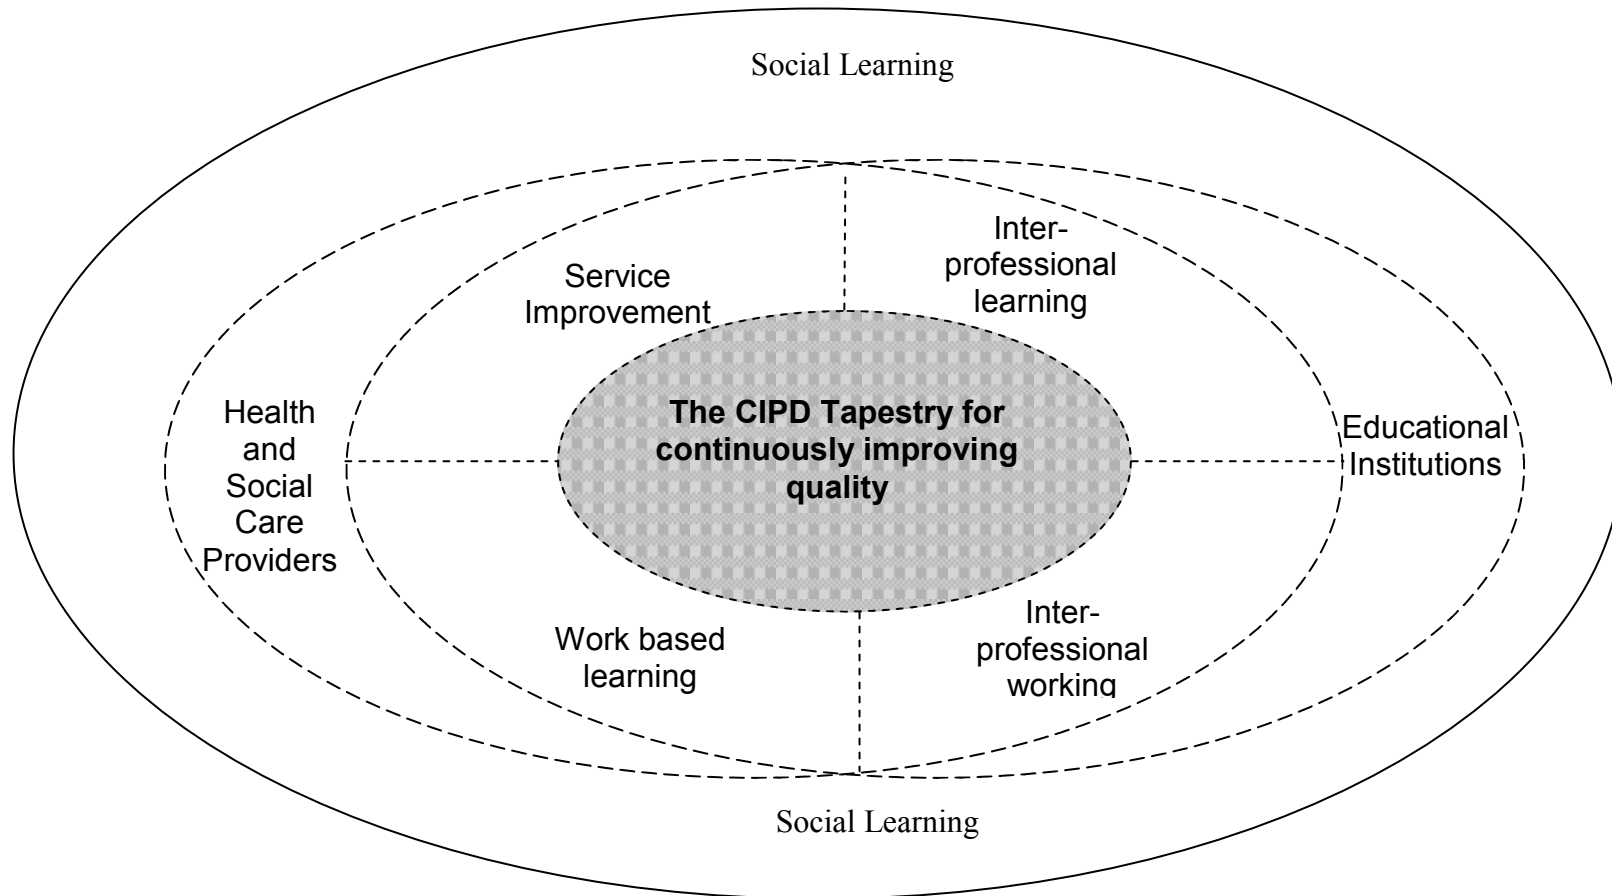 Social Learning
Service
Improvement
Inter-
professional
learning
Health
and
Social
Care
Providers
The CIPD Tapestry for
continuously improving
quality
Educational
Institutions
Work based
learning
Inter-
professional
working
Social Learning